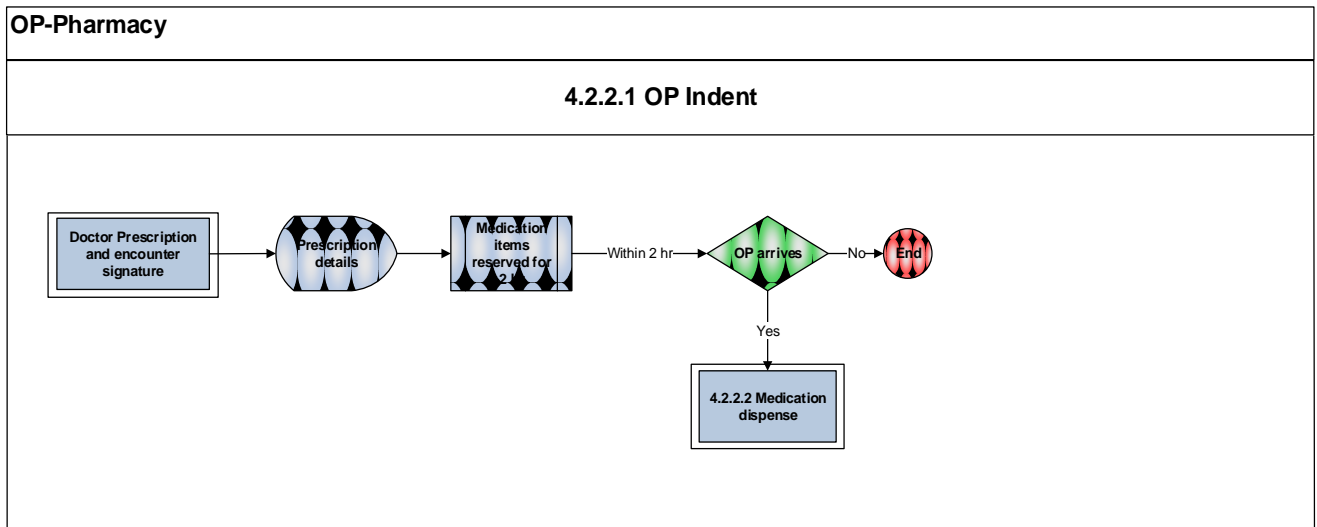 OP-Pharmacy
4.2.2.1 OP Indent
Doctor Prescription
and encounter
signature
Prescription
details
Medication
items
reserved for
2
Within 2 hr
OP arrives
No
End
Yes
4.2.2.2 Medication
dispense